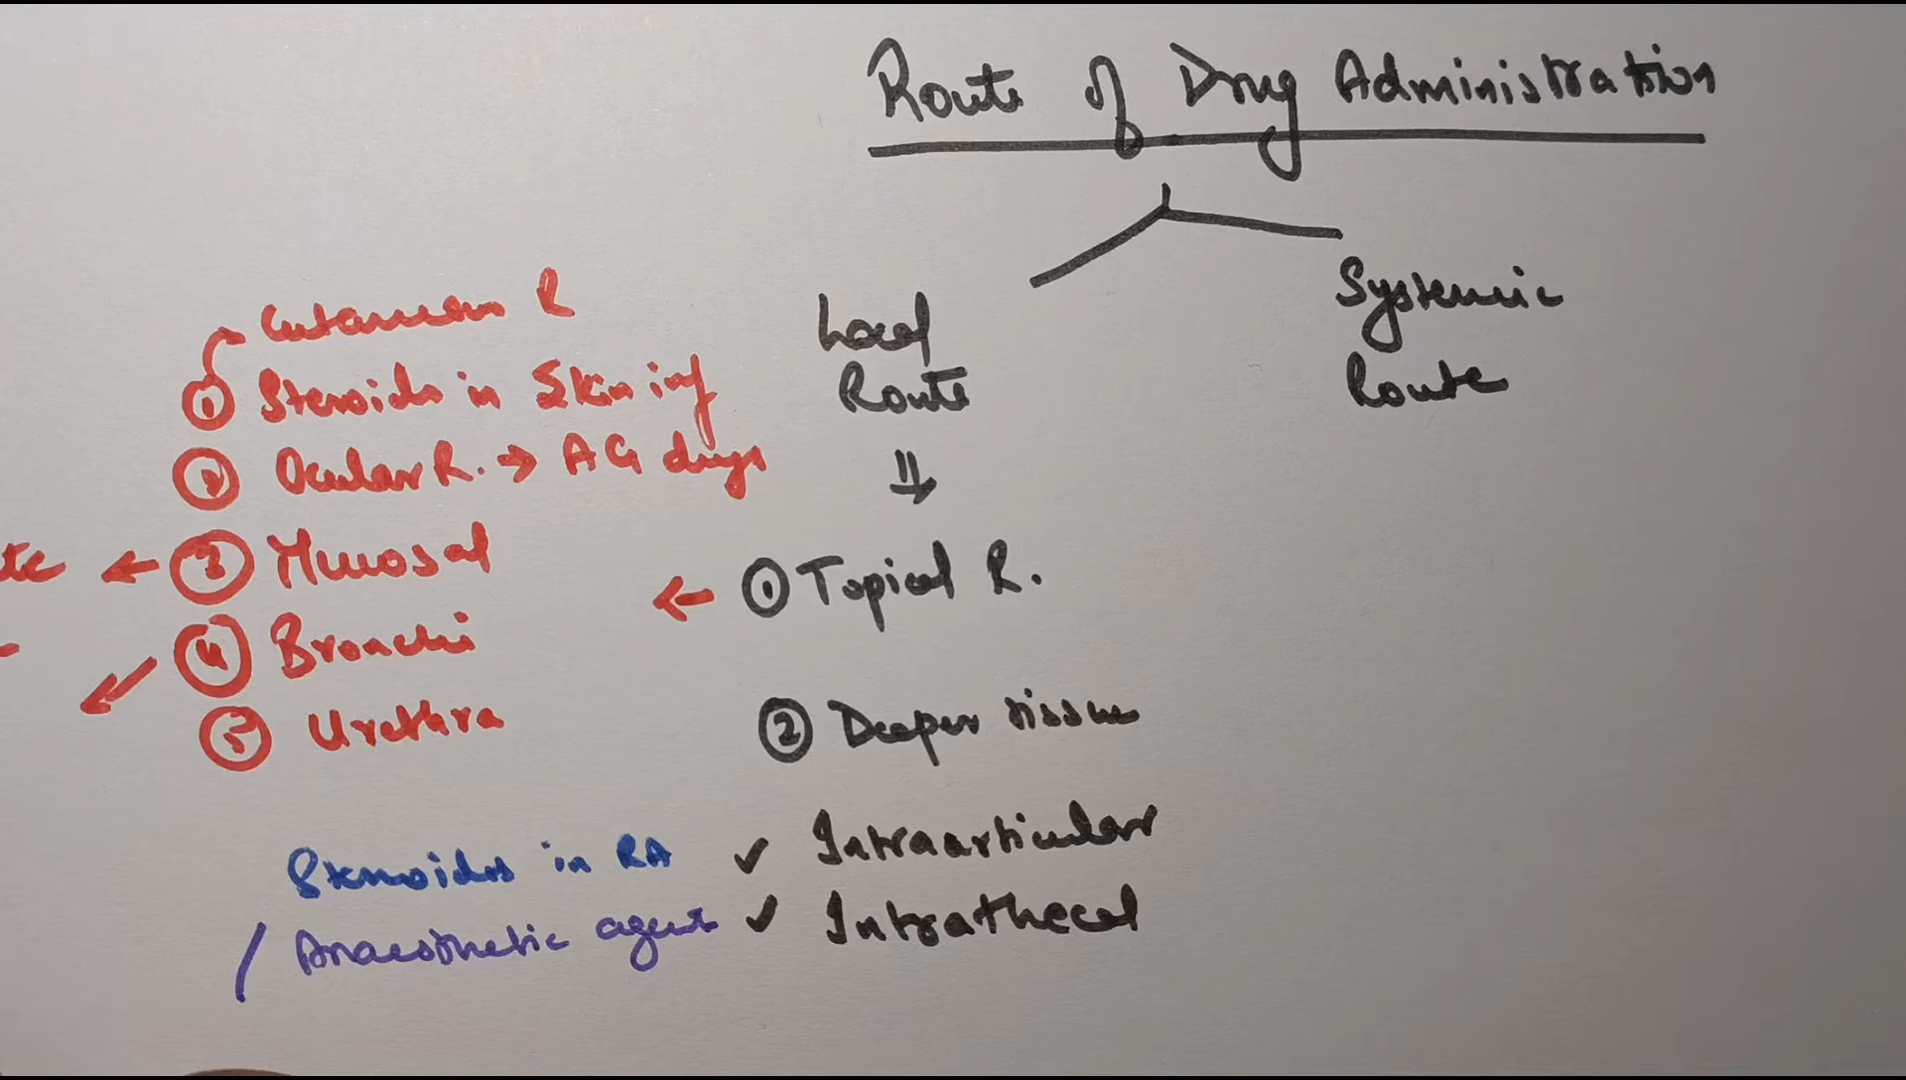 Route of Drug Administration
Local
Route
Systemic
Route
⇓
① Topical R.
② Deeper tissue
✓ Intraarticular
✓ Intrathecal
Cutaneous R
① Steroids in Skin inf
② Ocular R. → AG drugs
③ Mucosal
④ Bronchi
⑤ Urethra
Steroids in RA
Anaesthetic agent